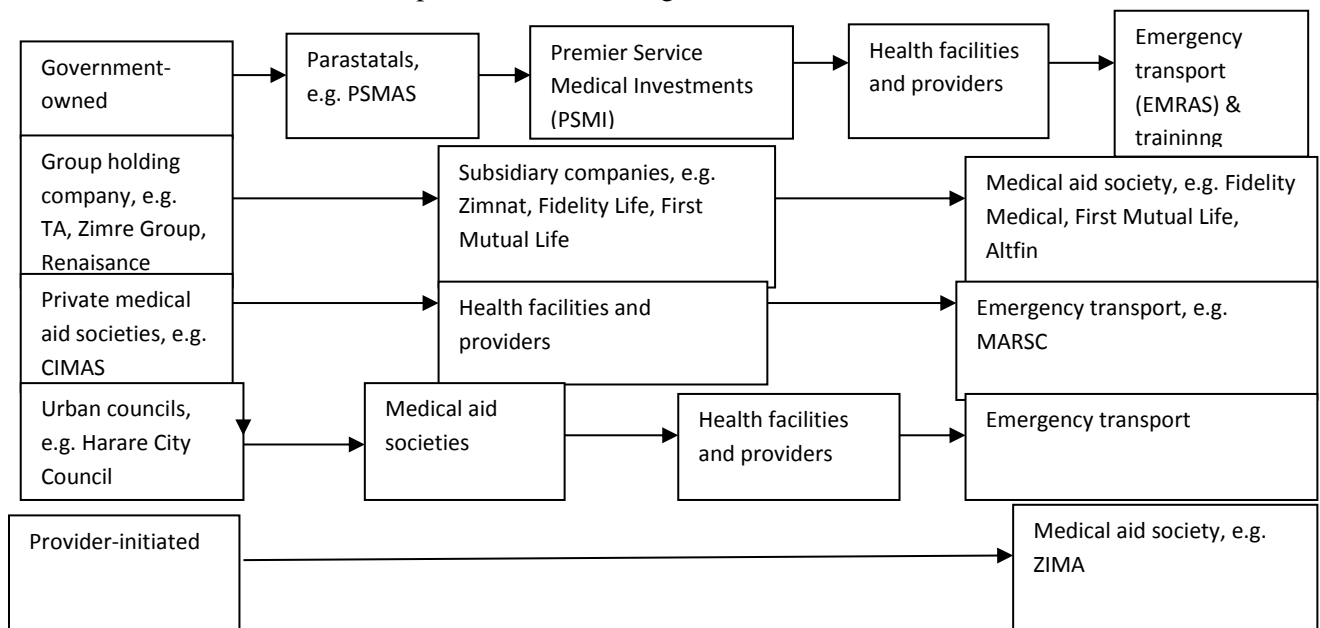 Government-
owned
Parastatals,
e.g. PSMAS
Premier Service
Medical Investments
(PSMI)
Health facilities
and providers
Emergency
transport
(EMRAS) &
traininng
Group holding
company, e.g.
TA, Zimre Group,
Renaisance
Subsidiary companies, e.g.
Zimnat, Fidelity Life, First
Mutual Life
Medical aid society, e.g. Fidelity
Medical, First Mutual Life,
Altfin
Private medical
aid societies, e.g.
CIMAS
Health facilities and
providers
Emergency transport, e.g.
MARSC
Urban councils,
e.g. Harare City
Council
Medical aid
societies
Health facilities
and providers
Emergency transport
Provider-initiated
Medical aid society, e.g.
ZIMA